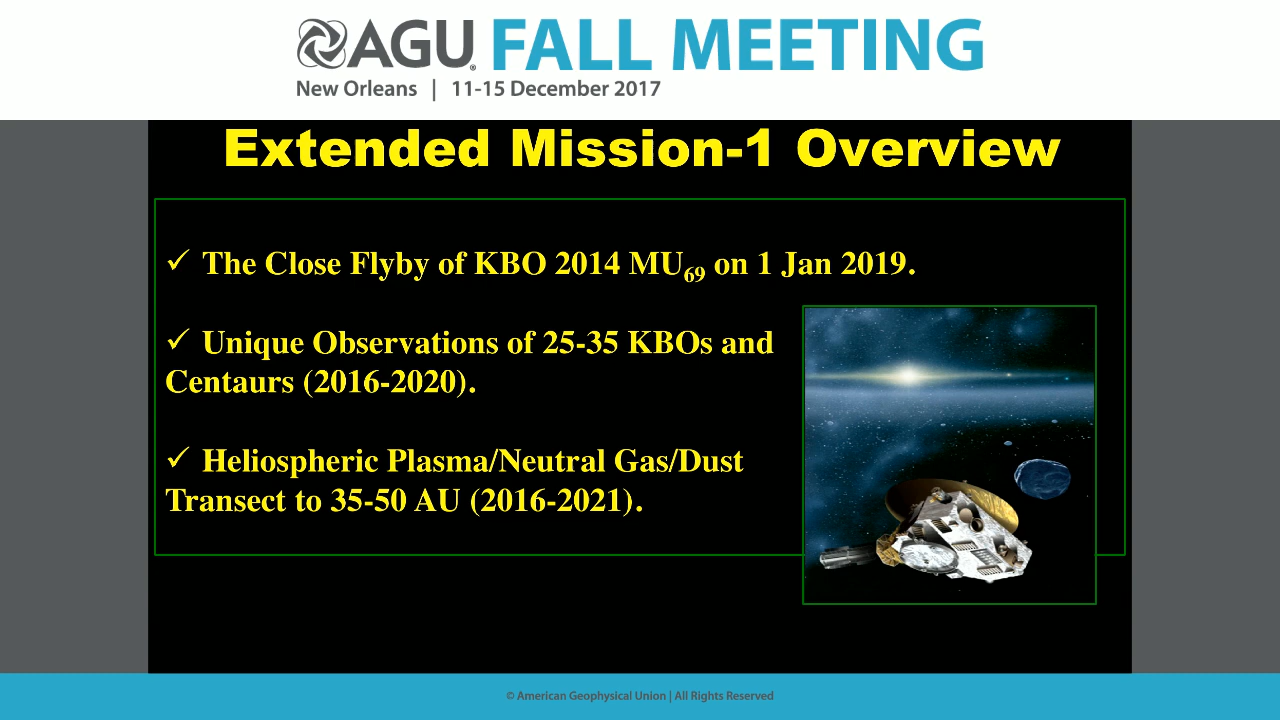 AGU FALL MEETING
New Orleans | 11-15 December 2017
Extended Mission-1 Overview
✓ The Close Flyby of KBO 2014 MU₆₉ on 1 Jan 2019.
✓ Unique Observations of 25-35 KBOs and
Centaurs (2016-2020).
✓ Heliospheric Plasma/Neutral Gas/Dust
Transect to 35-50 AU (2016-2021).
© American Geophysical Union | All Rights Reserved